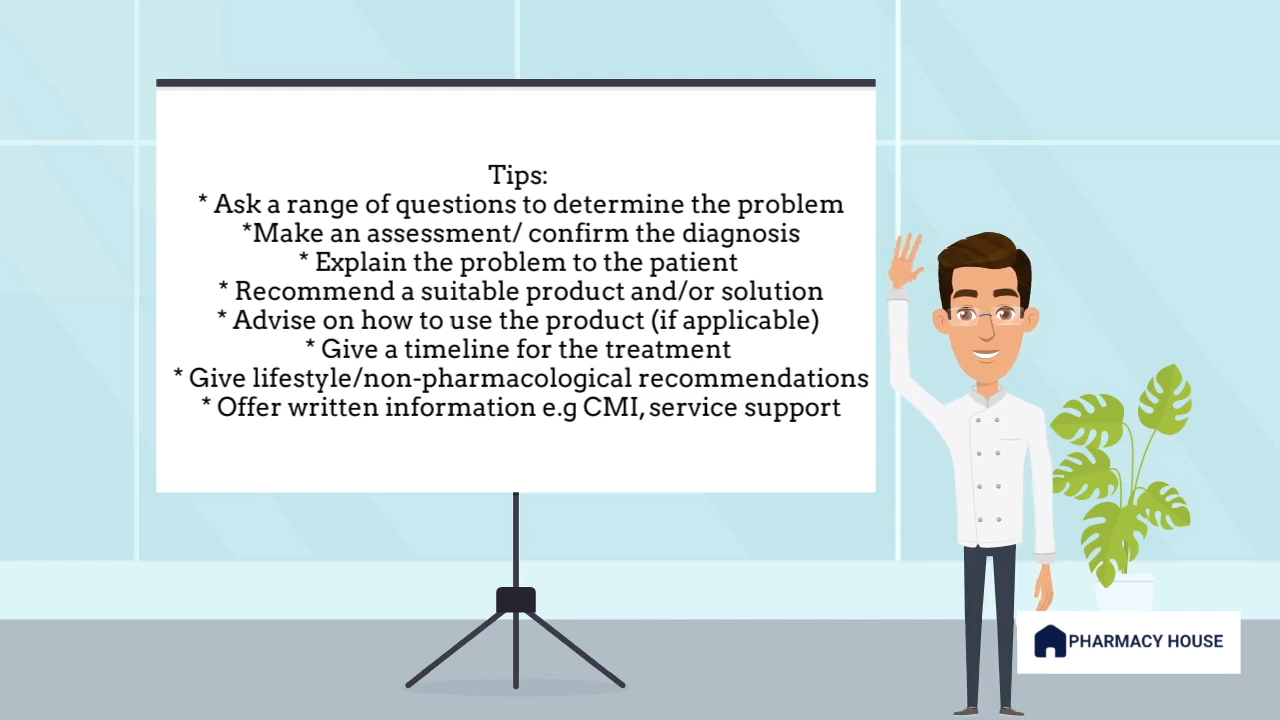 Tips:
* Ask a range of questions to determine the problem
*Make an assessment/ confirm the diagnosis
* Explain the problem to the patient
* Recommend a suitable product and/or solution
* Advise on how to use the product (if applicable)
* Give a timeline for the treatment
* Give lifestyle/non-pharmacological recommendations
* Offer written information e.g CMI, service support
PHARMACY HOUSE